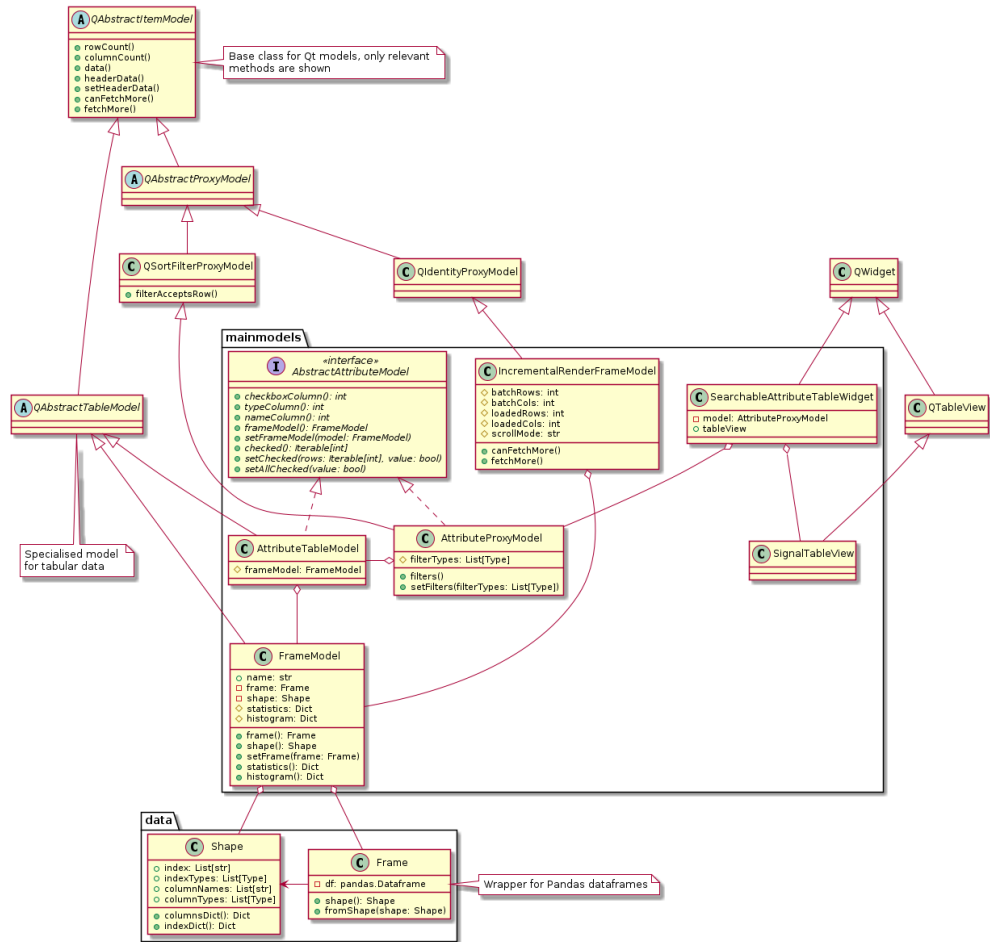 A QAbstractItemModel
rowCount()
columnCount()
data()
headerData()
setHeaderData()
canFetchMore()
fetchMore()
Base class for Qt models, only relevant
methods are shown
A QAbstractProxyModel
C QSortFilterProxyModel
filterAcceptsRow()
C QIdentityProxyModel
C QWidget
mainmodels
I «interface»
AbstractAttributeModel
checkboxColumn(): int
typeColumn(): int
nameColumn(): int
frameModel(): FrameModel
setFrameModel(model: FrameModel)
checked(): Iterable[int]
setChecked(rows: Iterable[int], value: bool)
setAllChecked(value: bool)
C IncrementalRenderFrameModel
batchRows: int
batchCols: int
loadedRows: int
loadedCols: int
scrollMode: str
canFetchMore()
fetchMore()
C SearchableAttributeTableWidget
model: AttributeProxyModel
tableView
A QAbstractTableModel
C QTableView
Specialised model
for tabular data
C AttributeTableModel
frameModel: FrameModel
C AttributeProxyModel
filterTypes: List[Type]
filters()
setFilters(filterTypes: List[Type])
C SignalTableView
C FrameModel
name: str
frame: Frame
shape: Shape
statistics: Dict
histogram: Dict
frame(): Frame
shape(): Shape
setFrame(frame: Frame)
statistics(): Dict
histogram(): Dict
data
C Shape
index: List[str]
indexTypes: List[Type]
columnNames: List[str]
columnTypes: List[Type]
columnsDict(): Dict
indexDict(): Dict
C Frame
df: pandas.Dataframe
shape(): Shape
fromShape(shape: Shape)
Wrapper for Pandas dataframes